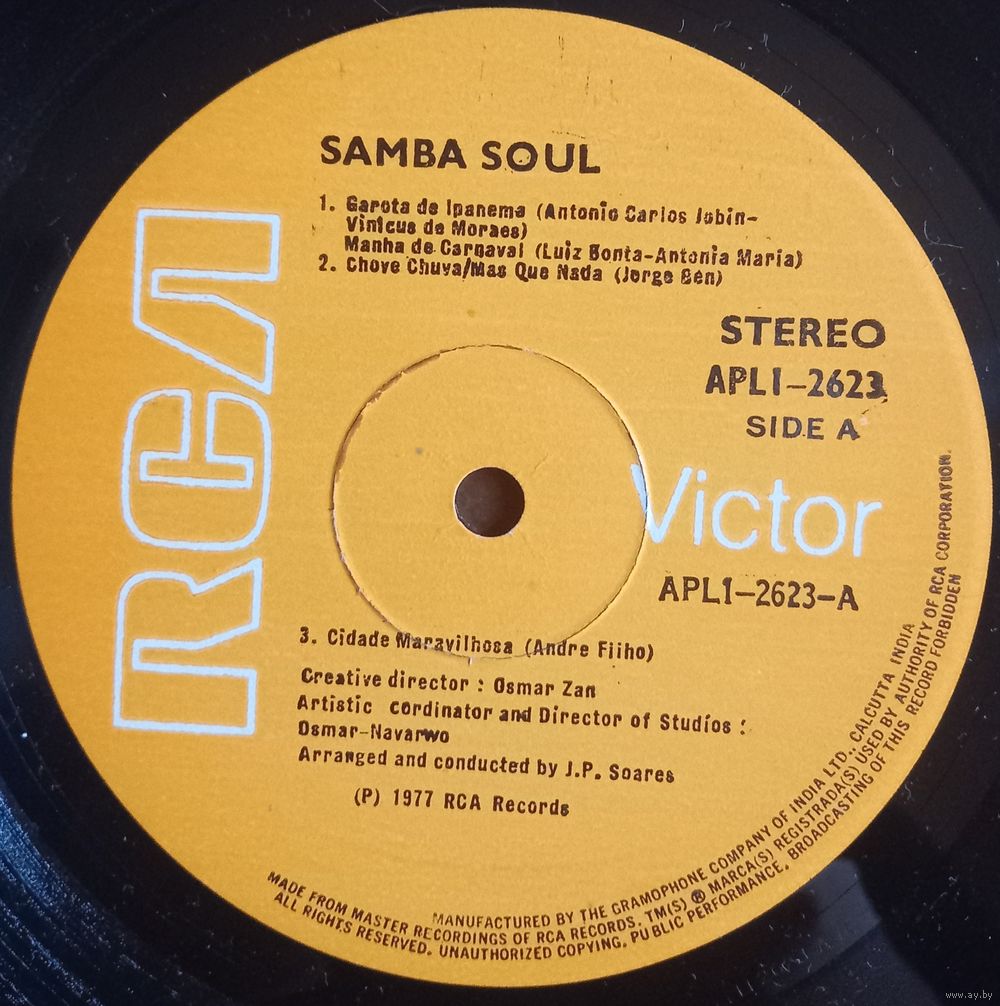 SAMBA SOUL
1. Garota de Ipanema (Antonio Carlos Jobin-
Vinicus de Moraes)
Manha de Carnaval (Luiz Bonta-Antonia Maria)
2. Chove Chuva/Mas Que Nada (Jorge Ben)
STEREO
APL1-2623
SIDE A
RCA
Victor
APL1-2623-A
3. Cidade Maravilhosa (Andre Filho)
Creative director : Osmar Zan
Artistic cordinator and Director of Studios :
Osmar-Navarwo
Arranged and conducted by J.P. Soares
(P) 1977 RCA Records
MANUFACTURED BY THE GRAMOPHONE COMPANY OF INDIA LTD., CALCUTTA INDIA
MADE FROM MASTER RECORDINGS OF RCA RECORDS. TM(S) ® MARCA(S) REGISTRADA(S) USED BY AUTHORITY OF RCA CORPORATION.
ALL RIGHTS RESERVED. UNAUTHORIZED COPYING, PUBLIC PERFORMANCE, BROADCASTING OF THIS RECORD FORBIDDEN
www.ay.by